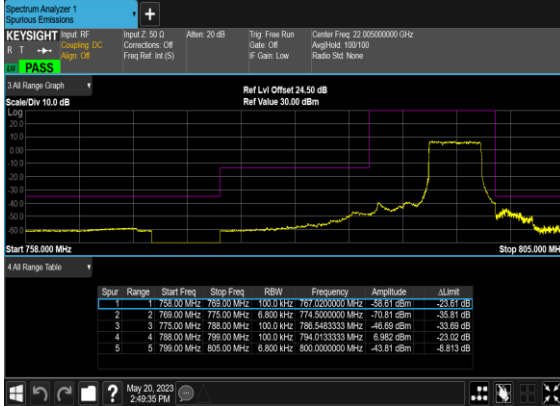 Spectrum Analyzer 1
Spurious Emissions
KEYSIGHT Input: RF Input Z: 50 Ω Atten: 20 dB Trig: Free Run Center Freq: 22.005000000 GHz
R T Coupling: DC Corrections: Off Gate: Off Avg|Hold: 100/100
Align: Off Freq Ref: Int (S) IF Gain: Low Radio Std: None
PASS
3 All Range Graph
Ref Lvl Offset 24.50 dB
Scale/Div 10.0 dB Ref Value 30.00 dBm
Log
20.0
10.0
0.00
-10.0
-20.0
-30.0
-40.0
-50.0
-60.0
Start 758.000 MHz Stop 805.000 MH
4 All Range Table
Spur Range Start Freq Stop Freq RBW Frequency Amplitude ΔLimit
1 1 758.00 MHz 769.00 MHz 100.0 kHz 767.0200000 MHz -58.61 dBm -23.61 dB
2 2 769.00 MHz 775.00 MHz 6.800 kHz 774.5000000 MHz -70.81 dBm -35.81 dB
3 3 775.00 MHz 788.00 MHz 100.0 kHz 786.5483333 MHz -46.69 dBm -33.69 dB
4 4 788.00 MHz 799.00 MHz 100.0 kHz 794.0133333 MHz 6.982 dBm -23.02 dB
5 5 799.00 MHz 805.00 MHz 6.800 kHz 800.0000000 MHz -43.81 dBm -8.813 dB
May 20, 2023
2:49:35 PM